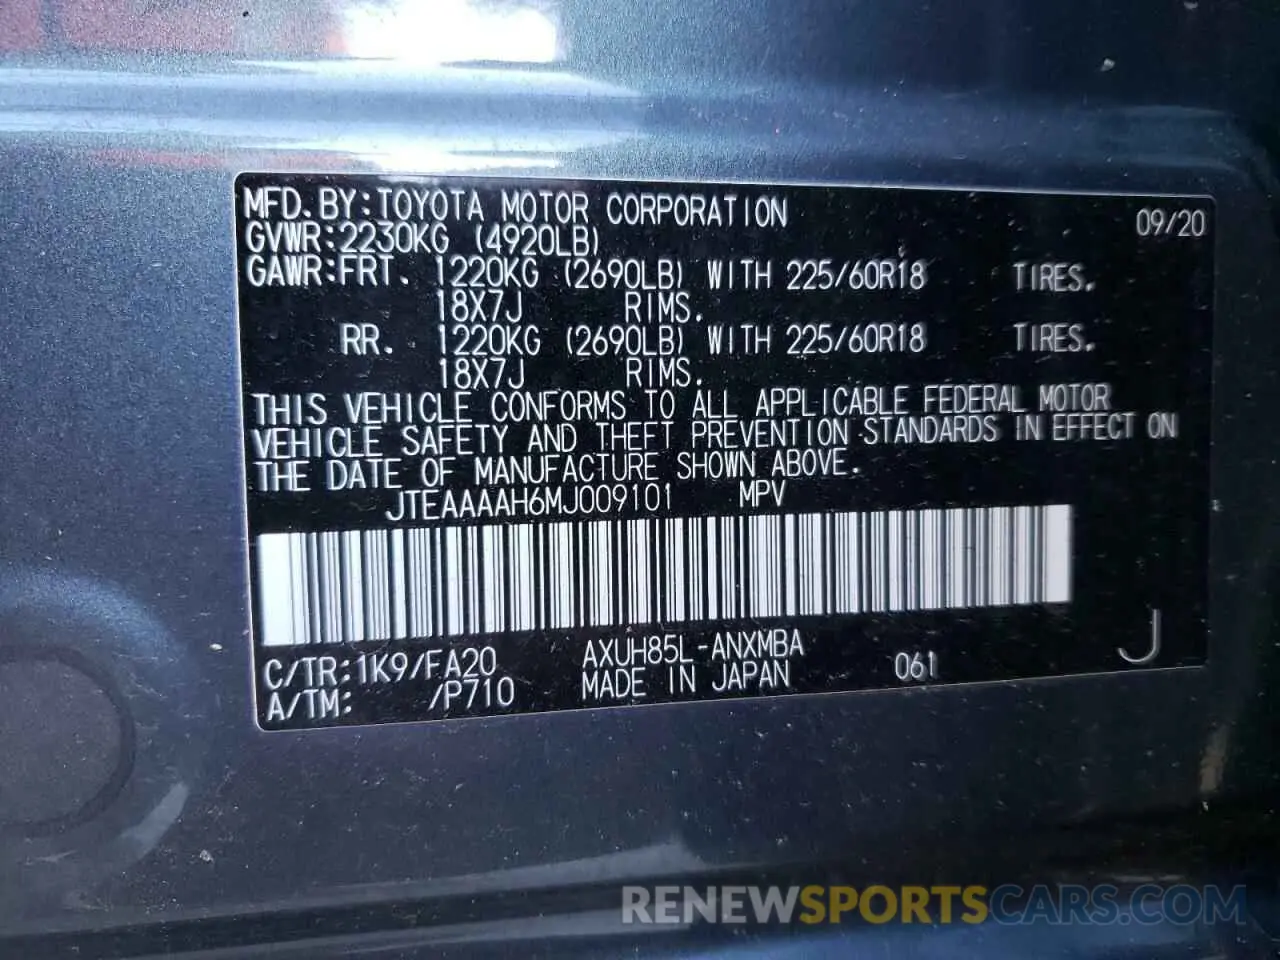 MFD. BY:TOYOTA MOTOR CORPORATION 09/20
GVWR:2230KG (4920LB)
GAWR:FRT. 1220KG (2690LB) WITH 225/60R18 TIRES.
18X7J RIMS.
RR. 1220KG (2690LB) WITH 225/60R18 TIRES.
18X7J RIMS.
THIS VEHICLE CONFORMS TO ALL APPLICABLE FEDERAL MOTOR
VEHICLE SAFETY AND THEFT PREVENTION STANDARDS IN EFFECT ON
THE DATE OF MANUFACTURE SHOWN ABOVE.
JTEAAAAH6MJ009101 MPV
C/TR:1K9/FA20 AXUH85L-ANXMBA
A/TM: /P710 MADE IN JAPAN 061 J
RENEWSPORTSCARS.COM